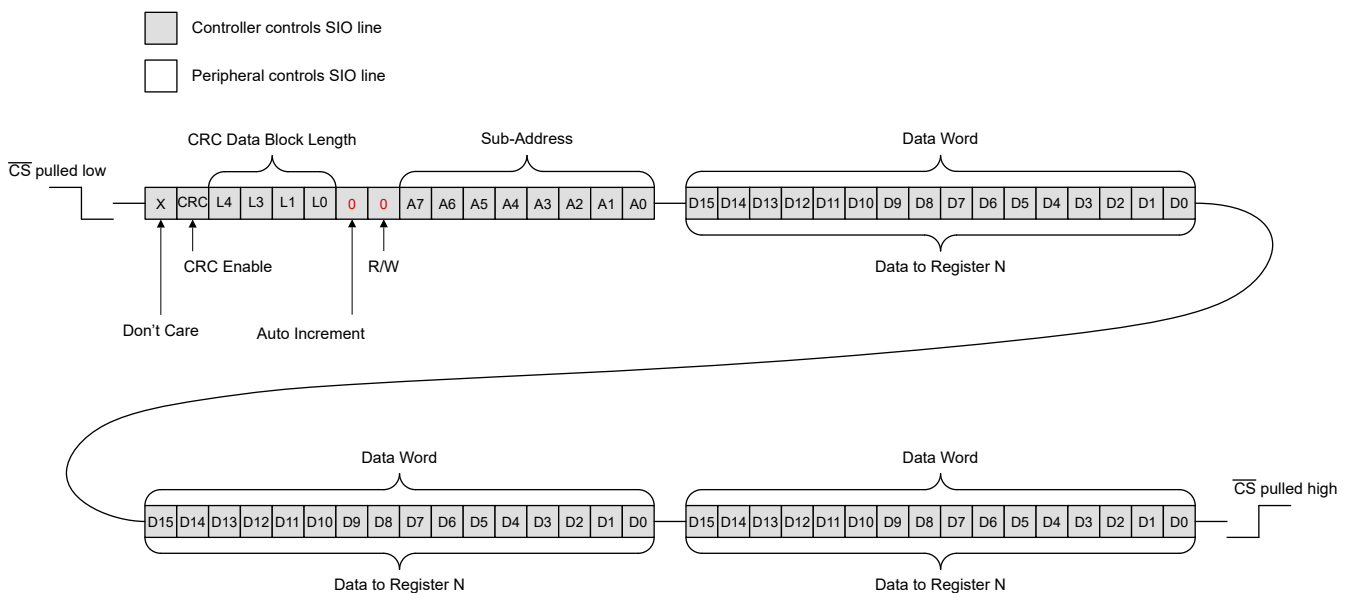 Controller controls SIO line
Peripheral controls SIO line
CRC Data Block Length
Sub-Address
Data Word
CS pulled low
X CRC L4 L3 L1 L0 0 0 A7 A6 A5 A4 A3 A2 A1 A0 D15 D14 D13 D12 D11 D10 D9 D8 D7 D6 D5 D4 D3 D2 D1 D0
CRC Enable
R/W
Data to Register N
Don't Care
Auto Increment
Data Word
Data Word
CS pulled high
D15 D14 D13 D12 D11 D10 D9 D8 D7 D6 D5 D4 D3 D2 D1 D0 D15 D14 D13 D12 D11 D10 D9 D8 D7 D6 D5 D4 D3 D2 D1 D0
Data to Register N
Data to Register N